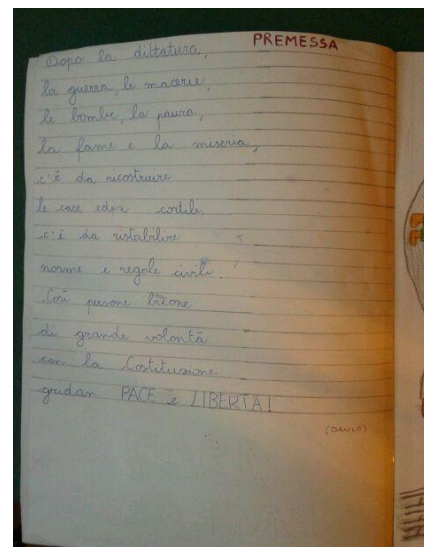 PREMESSA
Dopo la dittatura,
la guerra, le macerie,
le bombe, la paura,
la fame e la miseria,
c'è da ricostruire
le case ed i cortili
c'è da ristabilire
norme e regole civili.
Così persone buone
di grande volontà
con la Costituzione
gridan PACE e LIBERTÀ!
(DANILO)